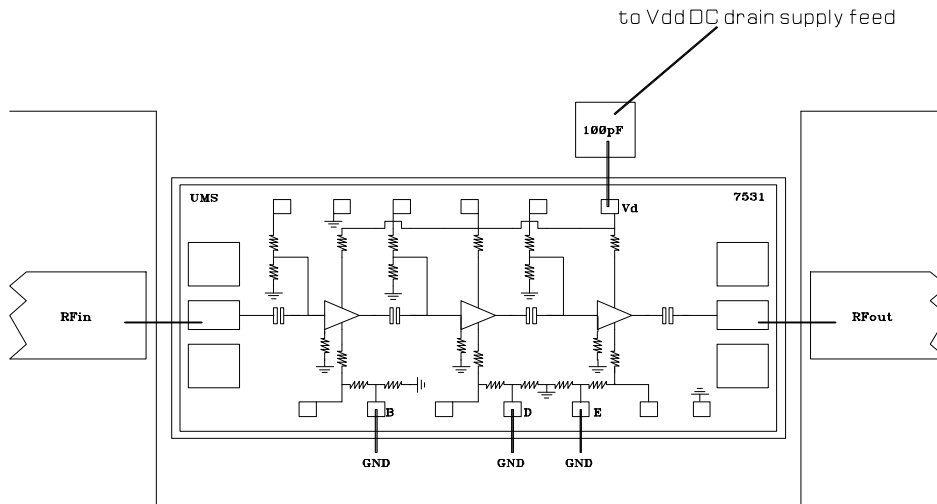 to Vdd DC drain supply feed
100pF
UMS
7531
Vd
RFin
RFout
B
D
E
GND
GND
GND